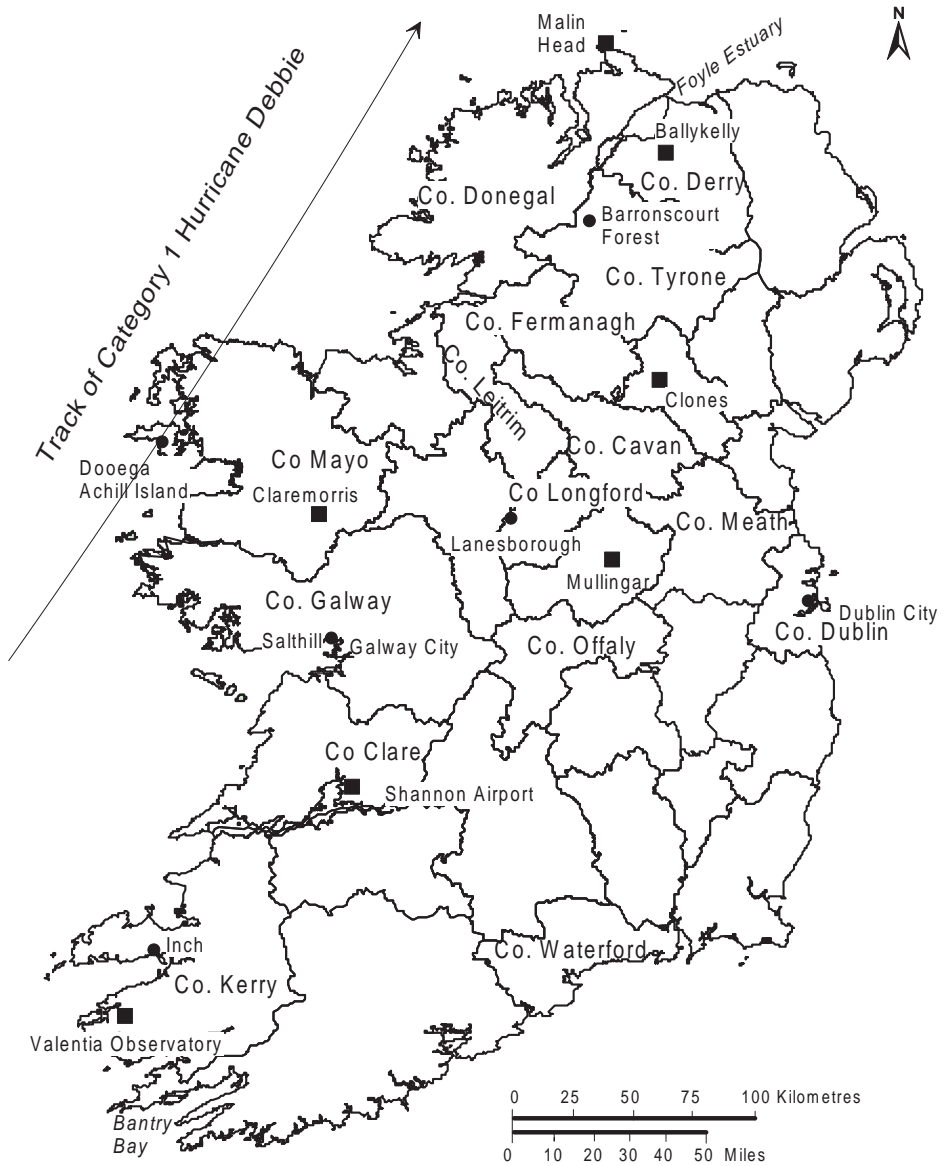 Malin
Head
N
Foyle Estuary
Track of Category 1 Hurricane Debbie
Ballykelly
Co. Derry
Co. Donegal
Barronscourt
Forest
Co. Tyrone
Co. Fermanagh
Co. Leitrim
Clones
Co. Cavan
Dooega
Achill Island
Co Mayo
Claremorris
Co Longford
Co. Meath
Lanesborough
Mullingar
Co. Galway
Dublin City
Co. Dublin
Salthill
Galway City
Co. Offaly
Co Clare
Shannon Airport
Inch
Co. Waterford
Co. Kerry
Valentia Observatory
Bantry
Bay
0 25 50 75 100 Kilometres
0 10 20 30 40 50 Miles